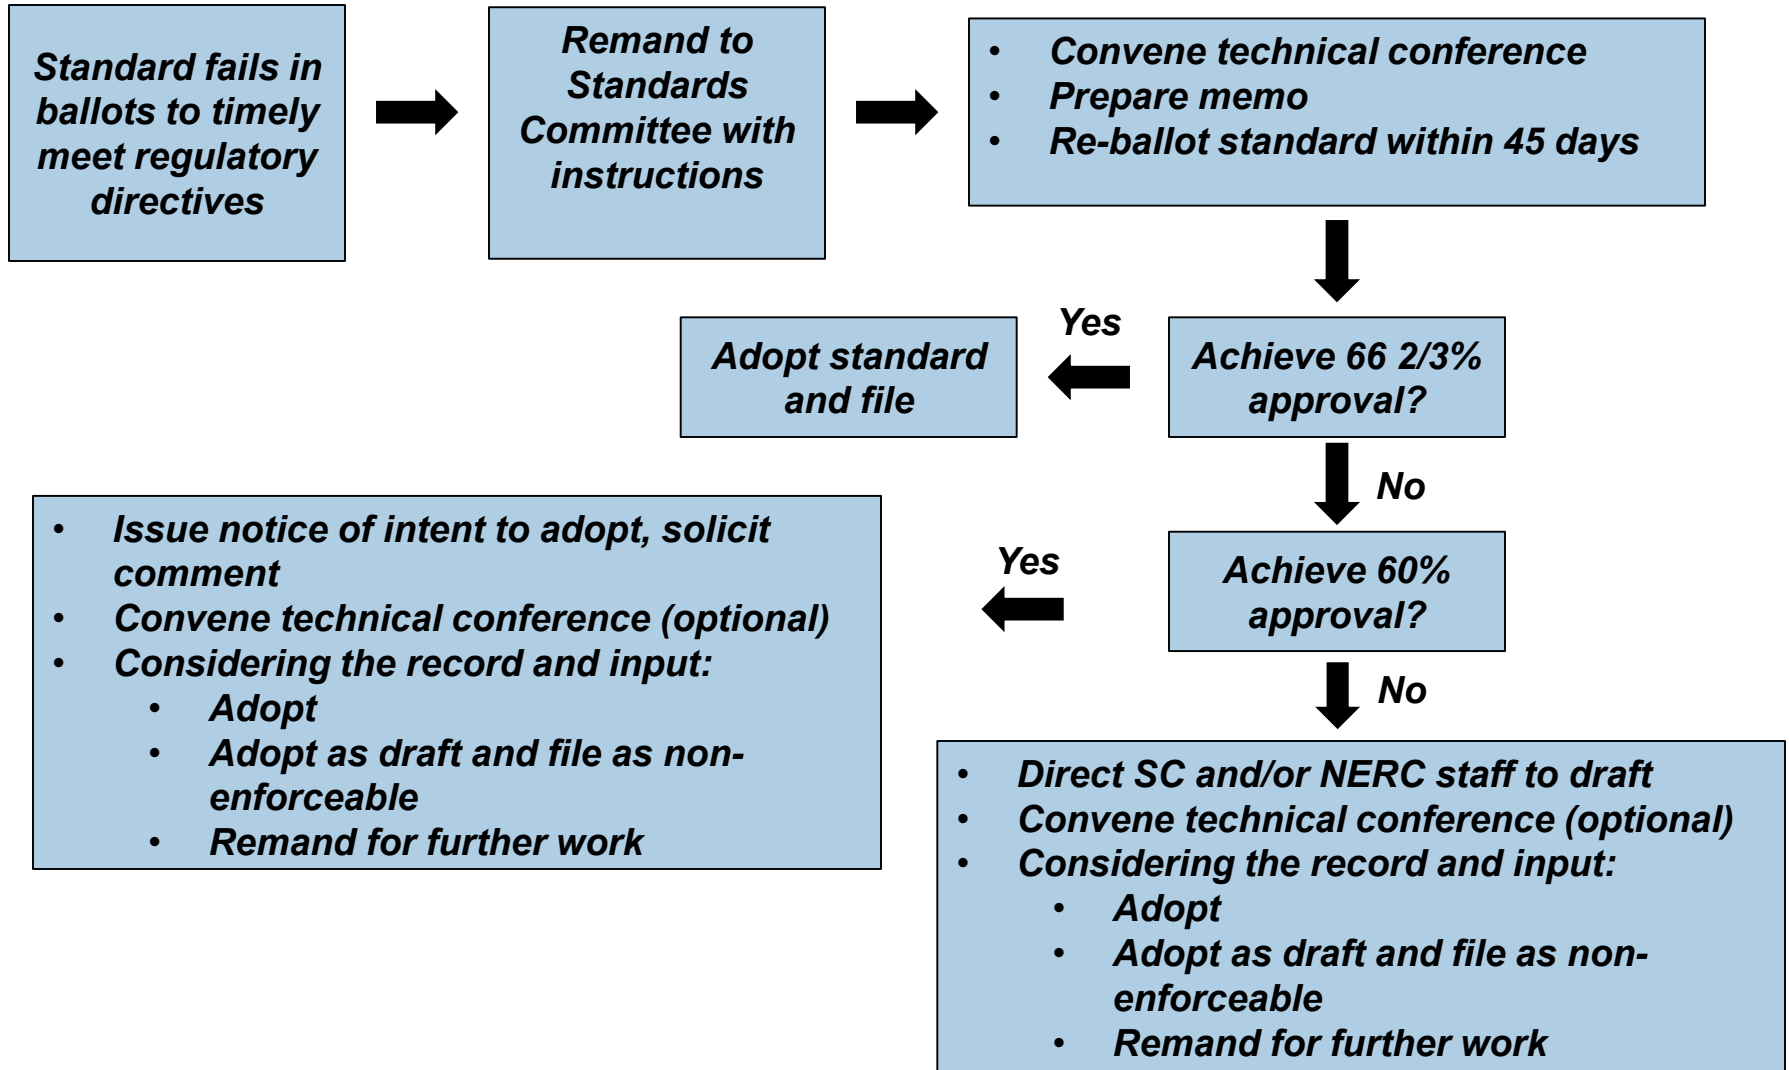 Standard fails in
ballots to timely
meet regulatory
directives
Remand to
Standards
Committee with
instructions
• Convene technical conference
• Prepare memo
• Re-ballot standard within 45 days
Achieve 66 2/3%
approval?
Yes
Adopt standard
and file
No
Achieve 60%
approval?
Yes
• Issue notice of intent to adopt, solicit
comment
• Convene technical conference (optional)
• Considering the record and input:
• Adopt
• Adopt as draft and file as non-
enforceable
• Remand for further work
No
• Direct SC and/or NERC staff to draft
• Convene technical conference (optional)
• Considering the record and input:
• Adopt
• Adopt as draft and file as non-
enforceable
• Remand for further work